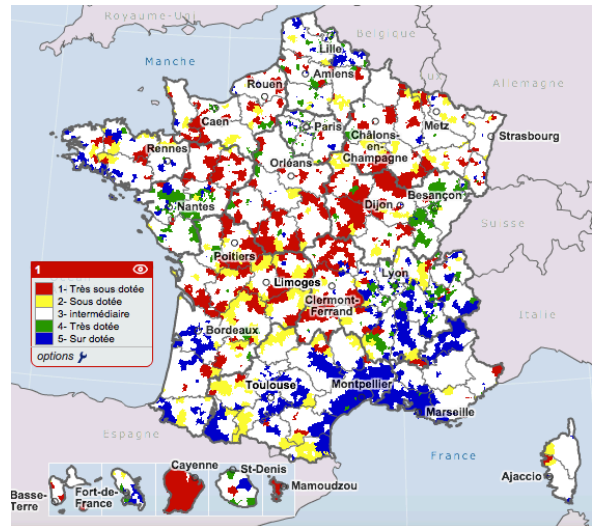 Royaume-Uni
Belgique
Lille
Manche
Amiens
Lux
Allemagne
Rouen
Caen
Paris
Metz
Châlons-
en-
Champagne
Strasbourg
Rennes
Orléans
Besançon
Dijon
Nantes
Suisse
Poitiers
Lyon
Limoges
Clermont-
Ferrand
Italie
1
1- Très sous dotée
2- Sous dotée
3- intermédiaire
4- Très dotée
5- Sur dotée
options
Bordeaux
Toulouse
Montpellier
Marseille
Espagne
France
Ajaccio
Cayenne
St-Denis
Mamoudzou
Basse-
Terre
Fort-de-
France